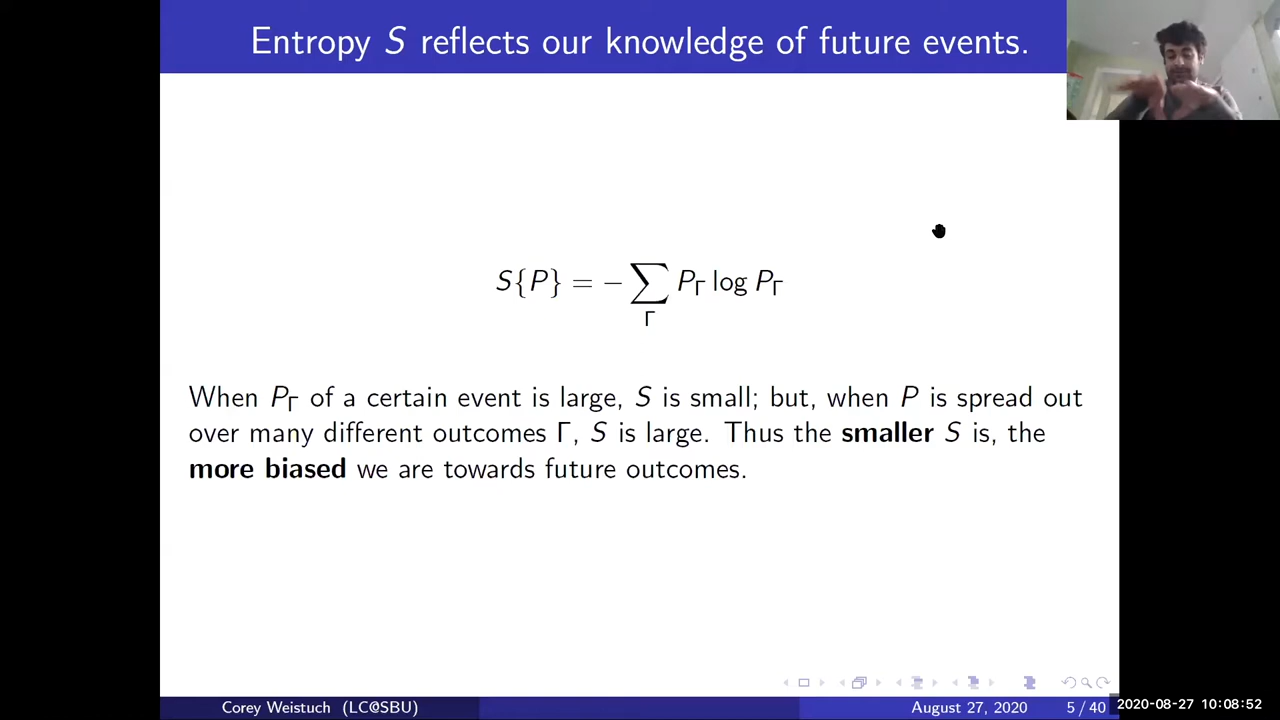 Entropy S reflects our knowledge of future events.
S{P} = − ∑ P_Γ log P_Γ
Γ
When P_Γ of a certain event is large, S is small; but, when P is spread out
over many different outcomes Γ, S is large. Thus the smaller S is, the
more biased we are towards future outcomes.
Corey Weistuch (LC@SBU)
August 27, 2020
5 / 40
2020-08-27 10:08:52